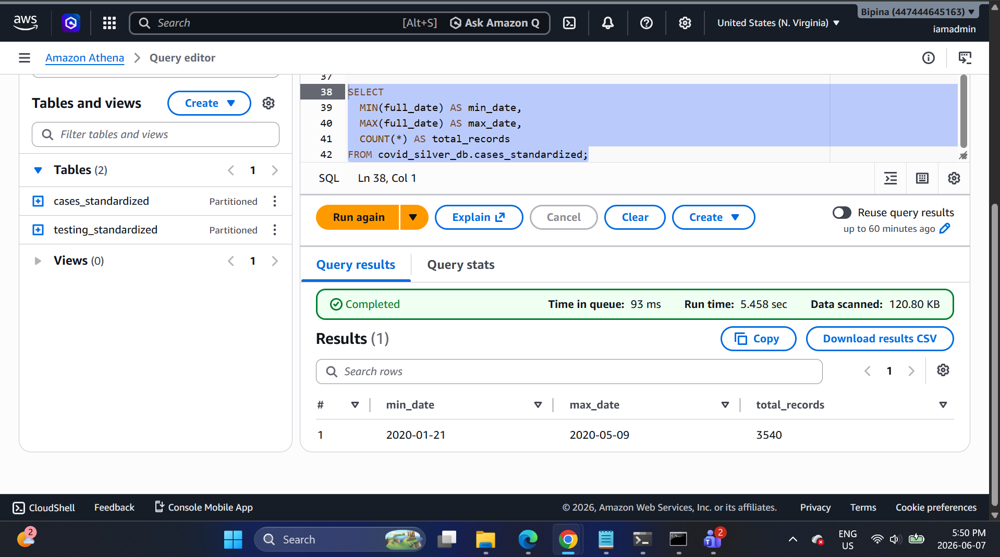 aws
Search
[Alt+S]
Ask Amazon Q
United States (N. Virginia)
Bipina (447444645163)
iamadmin
Amazon Athena
Query editor
Tables and views
Create
Filter tables and views
Tables (2)
1
cases_standardized
Partitioned
testing_standardized
Partitioned
Views (0)
1
37
38 SELECT
39 MIN(full_date) AS min_date,
40 MAX(full_date) AS max_date,
41 COUNT(*) AS total_records
42 FROM covid_silver_db.cases_standardized;
SQL
Ln 38, Col 1
Run again
Explain
Cancel
Clear
Create
Reuse query results
up to 60 minutes ago
Query results
Query stats
Completed
Time in queue: 93 ms
Run time: 5.458 sec
Data scanned: 120.80 KB
Results (1)
Copy
Download results CSV
Search rows
1
# min_date max_date total_records
1 2020-01-21 2020-05-09 3540
CloudShell
Feedback
Console Mobile App
© 2026, Amazon Web Services, Inc. or its affiliates.
Privacy
Terms
Cookie preferences
2
Search
T
2
ENG
US
5:50 PM
2026-06-07